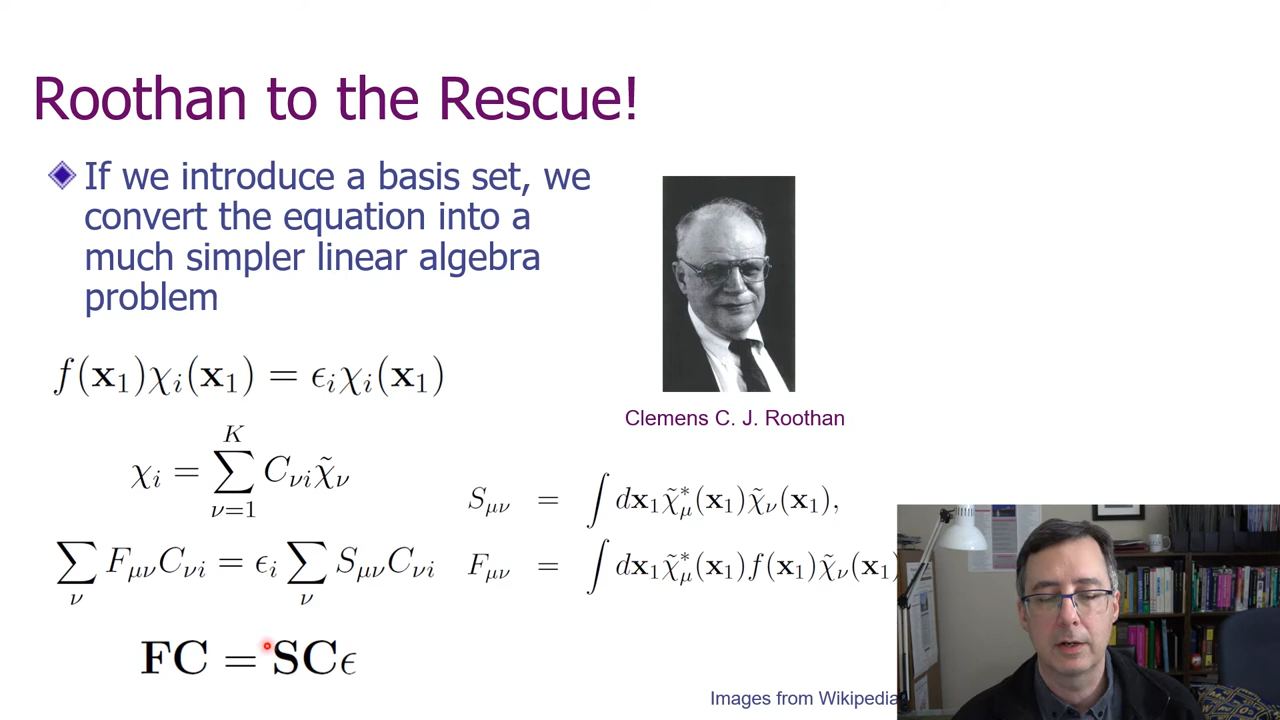 Roothan to the Rescue!
If we introduce a basis set, we
convert the equation into a
much simpler linear algebra
problem
f(x₁)χᵢ(x₁) = ϵᵢχᵢ(x₁)
χᵢ = ∑_{ν=1}^{K} C_{νi} χ̃_ν
∑_ν F_{μν}C_{νi} = ϵᵢ ∑_ν S_{μν}C_{νi}
FC = SCϵ
Clemens C. J. Roothan
S_{μν} = ∫ dx₁ χ̃*_μ(x₁) χ̃_ν(x₁),
F_{μν} = ∫ dx₁ χ̃*_μ(x₁) f(x₁) χ̃_ν(x₁)
Images from Wikipedia